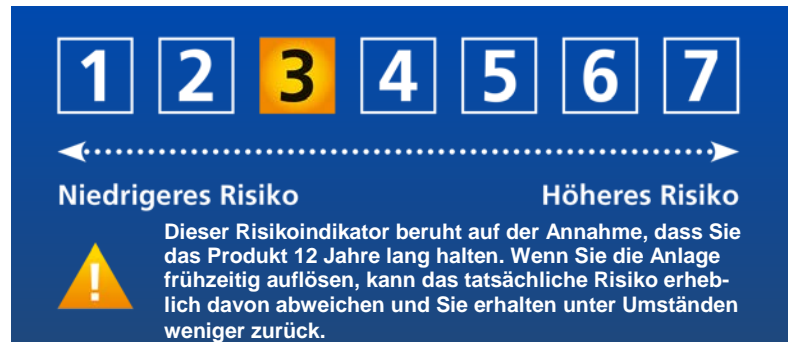 1 2 3 4 5 6 7
Niedrigeres Risiko Höheres Risiko
Dieser Risikoindikator beruht auf der Annahme, dass Sie
das Produkt 12 Jahre lang halten. Wenn Sie die Anlage
frühzeitig auflösen, kann das tatsächliche Risiko erheb-
lich davon abweichen und Sie erhalten unter Umständen
weniger zurück.